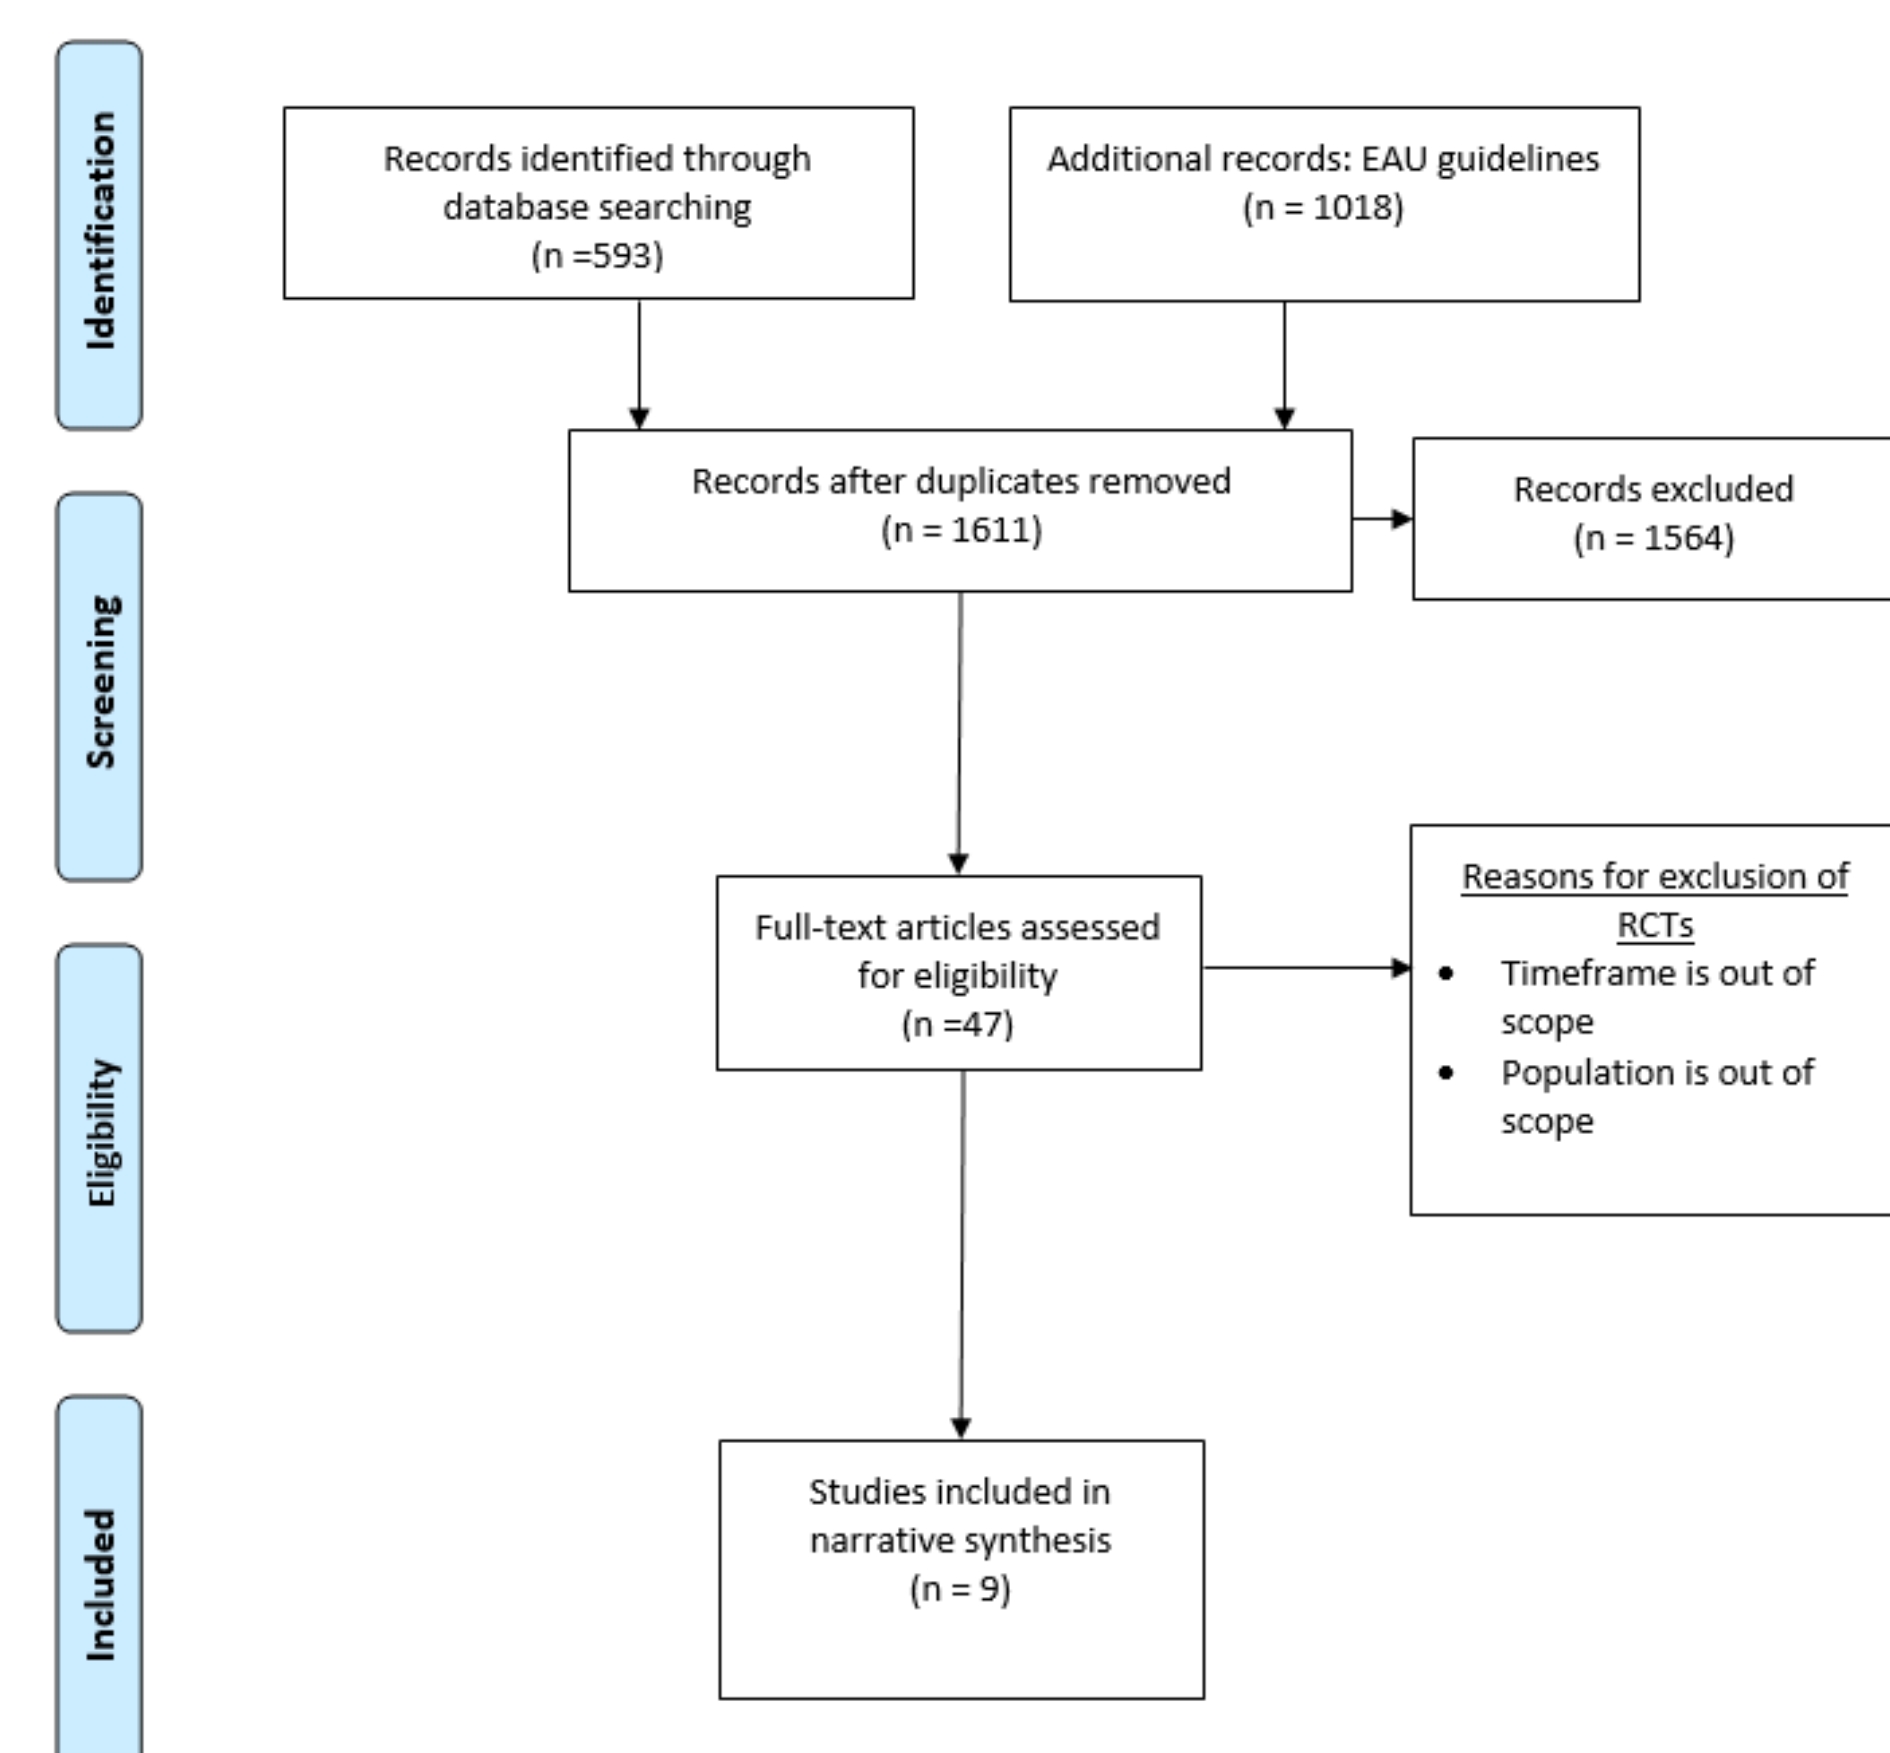 Identification
Records identified through
database searching
(n =593)
Additional records: EAU guidelines
(n = 1018)
Records after duplicates removed
(n = 1611)
Records excluded
(n = 1564)
Screening
Full-text articles assessed
for eligibility
(n =47)
Reasons for exclusion of
RCTs
• Timeframe is out of
scope
• Population is out of
scope
Eligibility
Studies included in
narrative synthesis
(n = 9)
Included